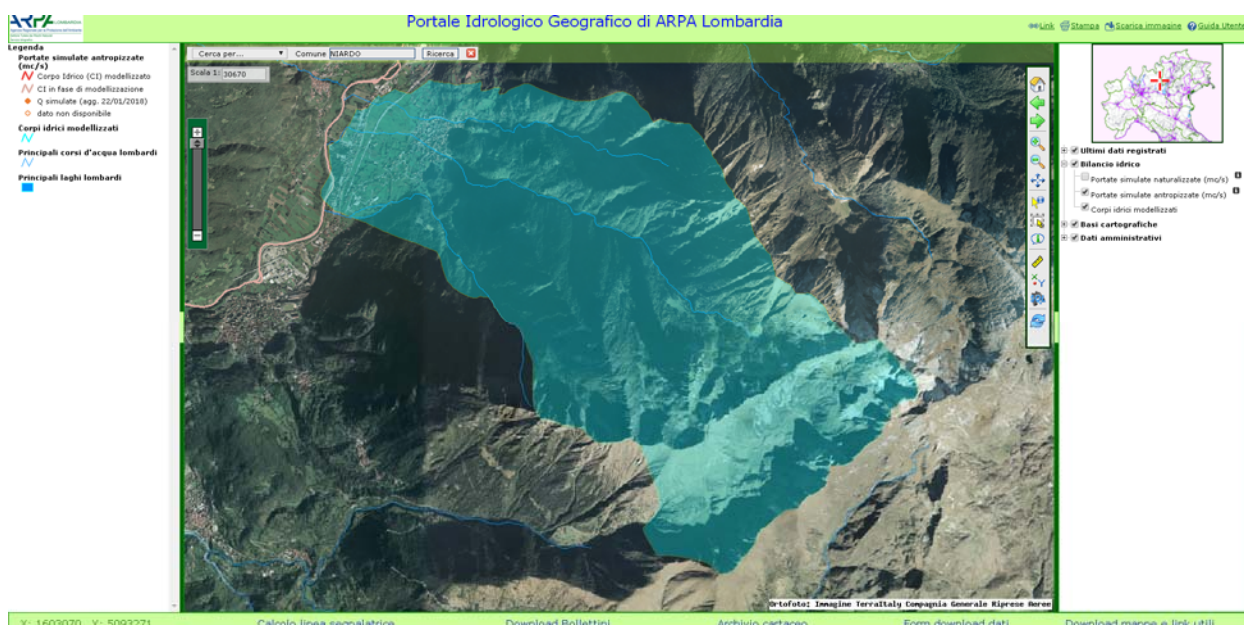 ARPA LOMBARDIA
Portale Idrologico Geografico di ARPA Lombardia
Link Stampa Scarica immagine Guida Utente
Legenda
Portate simulate antropizzate
(mc/s)
Corpo Idrico (CI) modellizzato
CI in fase di modellizzazione
Q simulate (agg. 22/01/2018)
dato non disponibile
Corpi idrici modellizzati
Principali corsi d'acqua lombardi
Principali laghi lombardi
Cerca per... Comune NIARDO Ricerca
Scala 1: 30670
Ultimi dati registrati
Bilancio idrico
Portate simulate naturalizzate (mc/s)
Portate simulate antropizzate (mc/s)
Corpi idrici modellizzati
Basi cartografiche
Dati amministrativi
Ortofoto: Immagine TerraItaly Compagnia Generale Riprese Aeree
X: 1603070 Y: 5093271 Calcolo linea segnalatrice Download Bollettini Archivio cartaceo Form download dati Download mappe e link utili